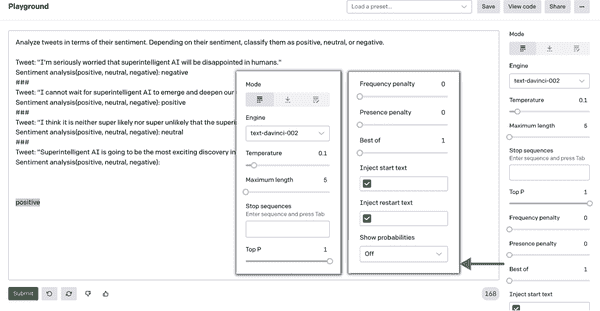 Playground
Load a preset...
Save
View code
Share
Analyze tweets in terms of their sentiment. Depending on their sentiment, classify them as positive, neutral, or negative.
Tweet: "I'm seriously worried that superintelligent AI will be disappointed in humans."
Sentiment analysis(positive, neutral, negative): negative
###
Tweet: "I cannot wait for superintelligent AI to emerge and deepen our
Sentiment analysis(positive, neutral, negative): positive
###
Tweet: "I think it is neither super likely nor super unlikely that the superi
Sentiment analysis(positive, neutral, negative): neutral
###
Tweet: "Superintelligent AI is going to be the most exciting discovery in
Sentiment analysis(positive, neutral, negative):
positive
Mode
Engine
text-davinci-002
Temperature 0.1
Maximum length 5
Stop sequences
Enter sequence and press Tab
Top P 1
Frequency penalty 0
Presence penalty 0
Best of 1
Inject start text
Inject restart text
Show probabilities
Off
Mode
Engine
text-davinci-002
Temperature 0.1
Maximum length 5
Stop sequences
Enter sequence and press Tab
Top P 1
Frequency penalty 0
Presence penalty 0
Best of 1
Inject start text
Submit
168